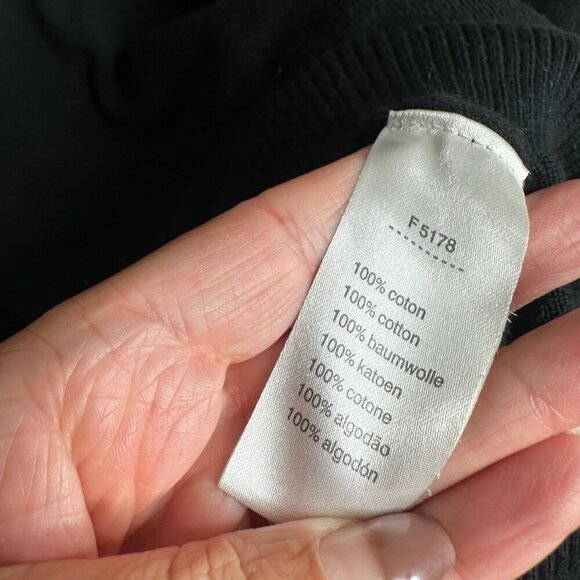 F 5178
100% coton
100% cotton
100% baumwolle
100% katoen
100% cotone
100% algodão
100% algodón